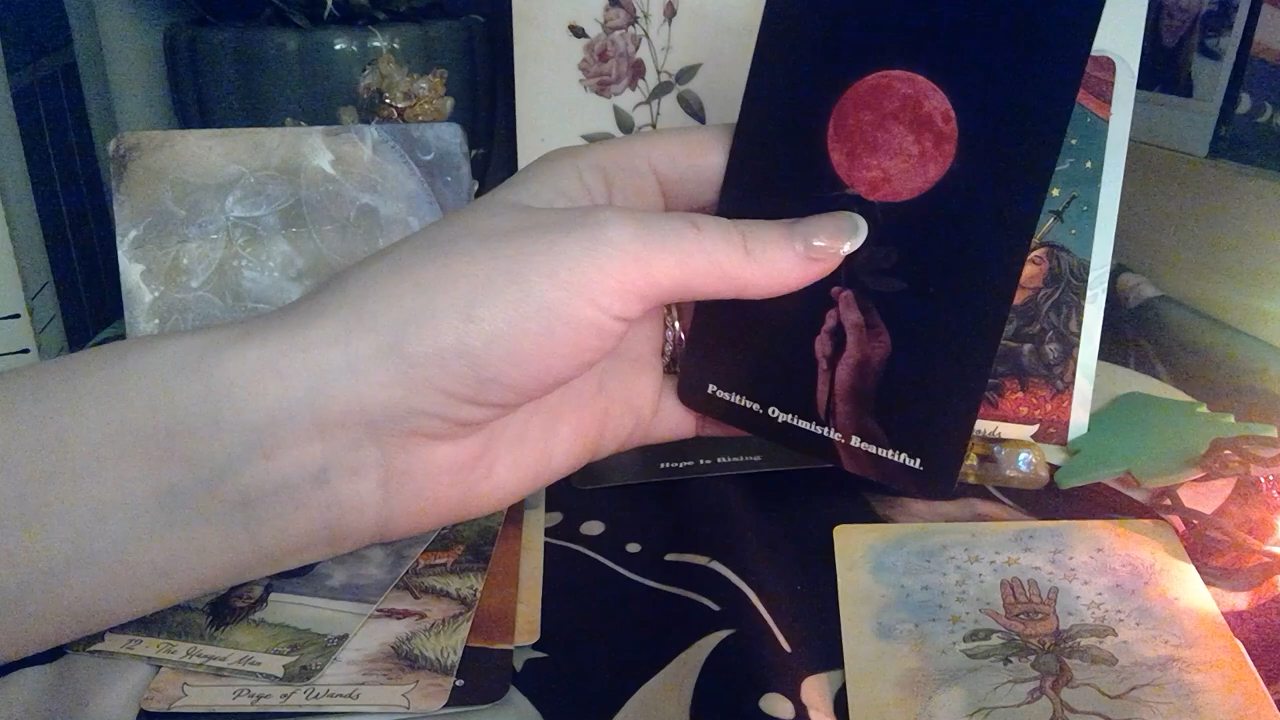 Positive. Optimistic. Beautiful.
Hope Is Rising
12 - The Hanged Man
Page of Wands